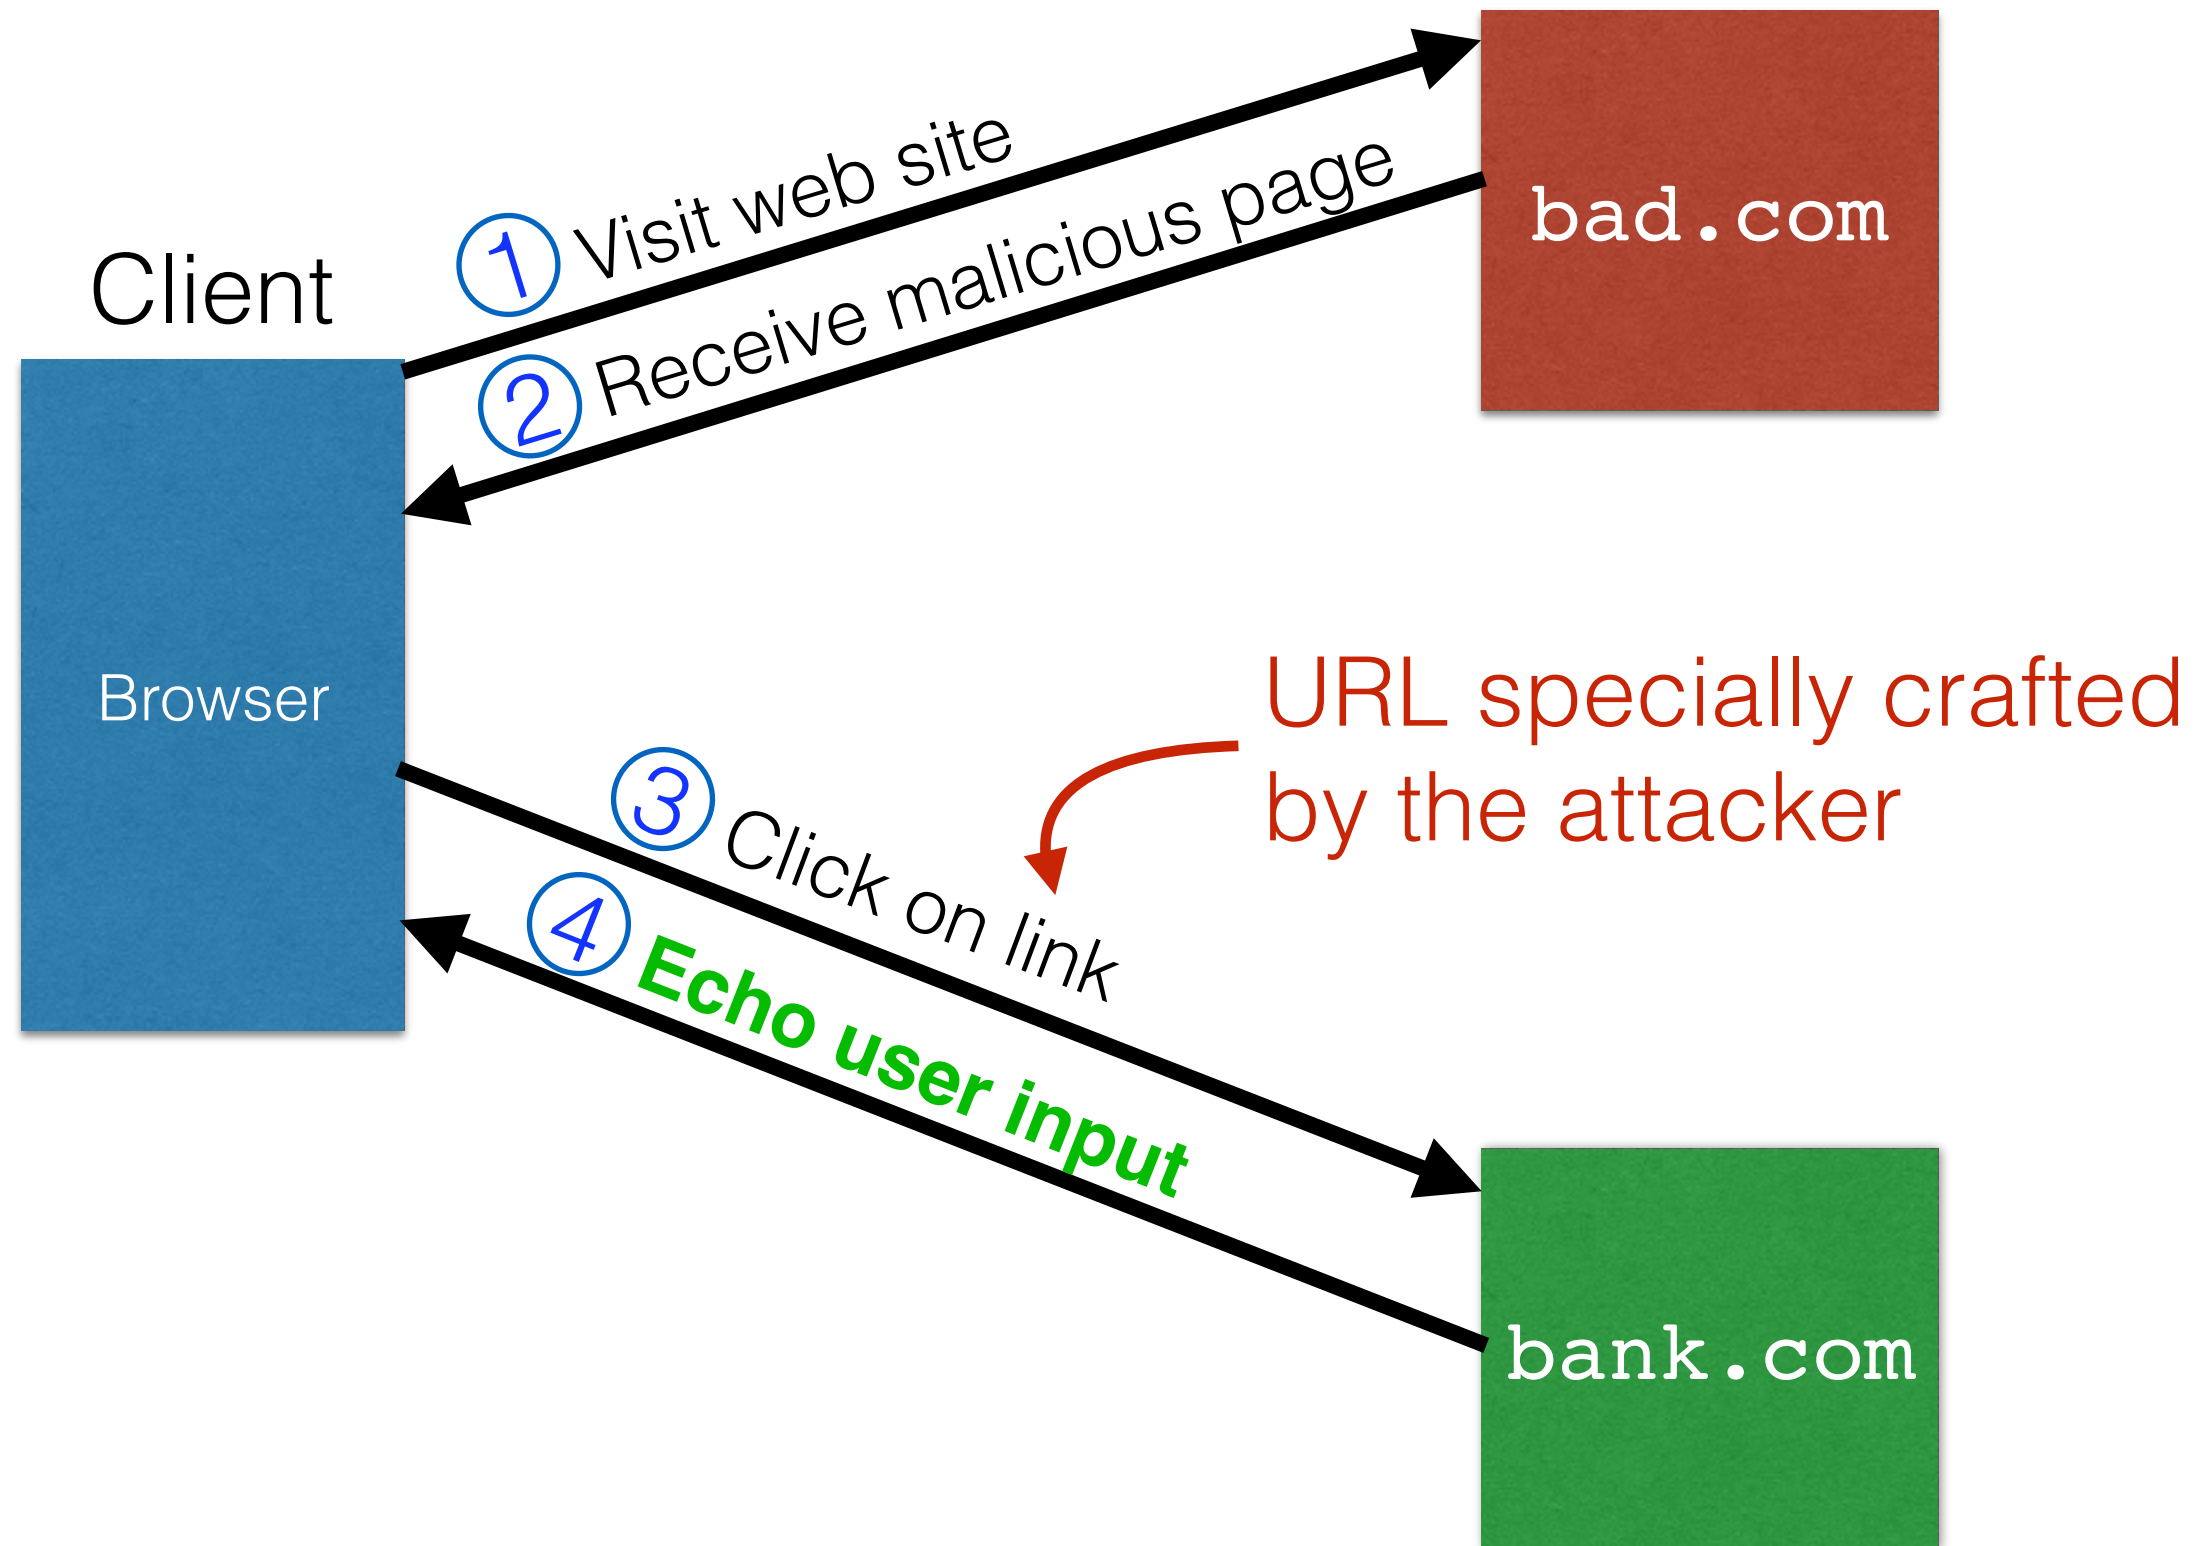 Client
Browser
1 Visit web site
2 Receive malicious page
bad.com
URL specially crafted
by the attacker
3 Click on link
4 Echo user input
bank.com